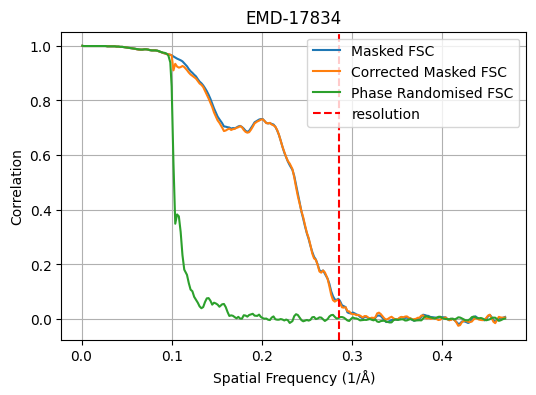 EMD-17834
Masked FSC
Corrected Masked FSC
Phase Randomised FSC
resolution
Correlation
1.0
0.8
0.6
0.4
0.2
0.0
0.0 0.1 0.2 0.3 0.4
Spatial Frequency (1/Å)